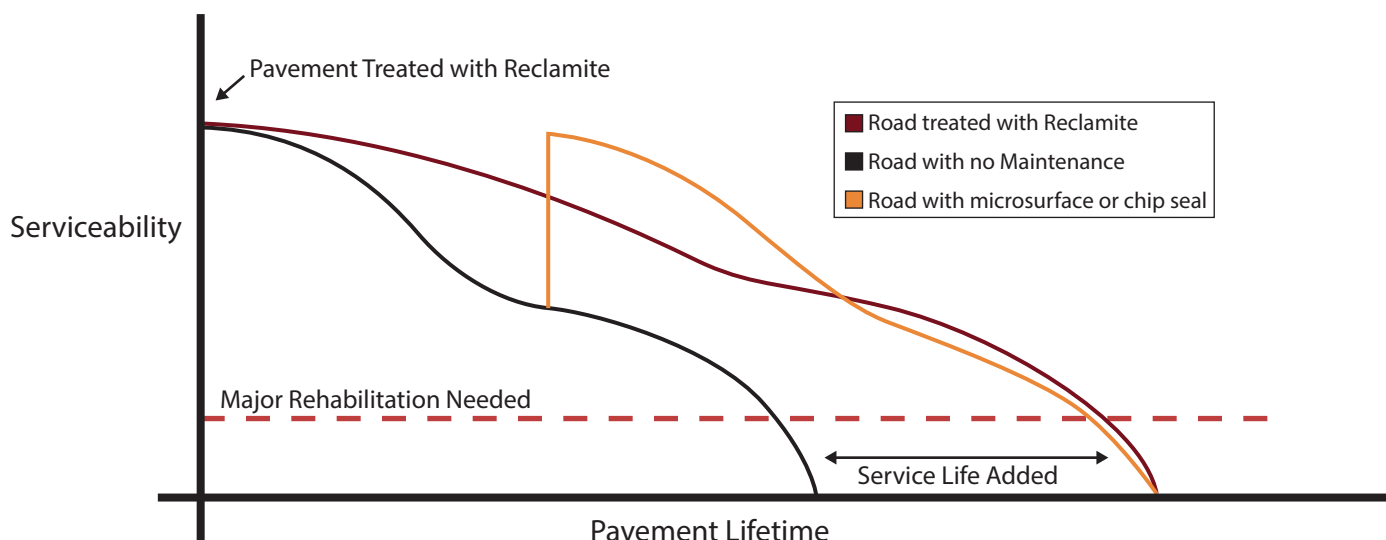 Pavement Treated with Reclamite
Road treated with Reclamite
Road with no Maintenance
Road with microsurface or chip seal
Serviceability
Major Rehabilitation Needed
Service Life Added
Pavement Lifetime